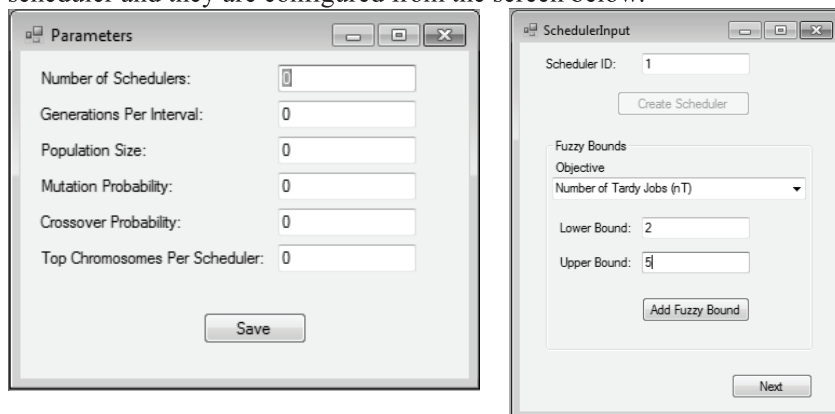 scheduler and they are configured from the screen below.
Parameters
Number of Schedulers: 0
Generations Per Interval: 0
Population Size: 0
Mutation Probability: 0
Crossover Probability: 0
Top Chromosomes Per Scheduler: 0
Save
SchedulerInput
Scheduler ID: 1
Create Scheduler
Fuzzy Bounds
Objective
Number of Tardy Jobs (nT)
Lower Bound: 2
Upper Bound: 5
Add Fuzzy Bound
Next